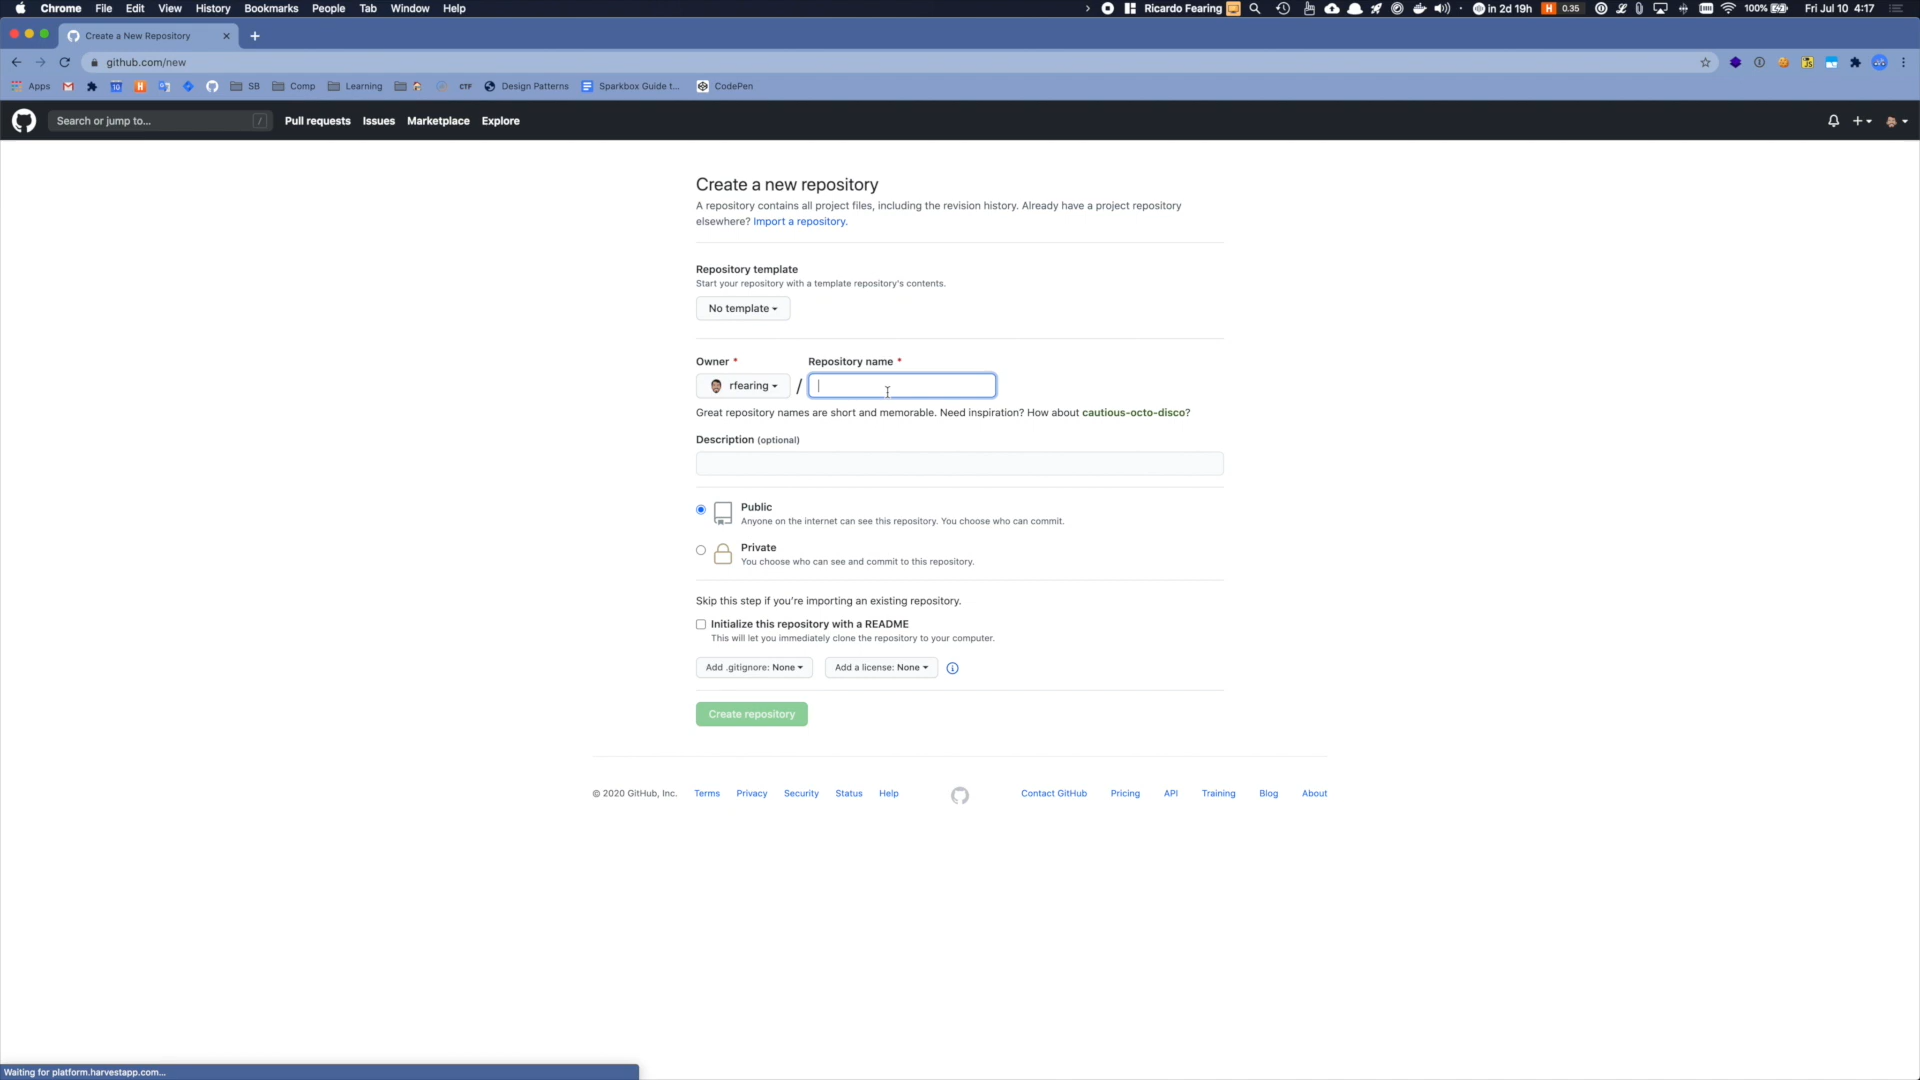 Chrome File Edit View History Bookmarks People Tab Window Help
Ricardo Fearing in 2d 19h H 0.35 100% Fri Jul 10 4:17
Create a New Repository
github.com/new
Apps SB Comp Learning CTF Design Patterns Sparkbox Guide t... CodePen
Search or jump to... / Pull requests Issues Marketplace Explore
Create a new repository
A repository contains all project files, including the revision history. Already have a project repository
elsewhere? Import a repository.
Repository template
Start your repository with a template repository's contents.
No template
Owner * Repository name *
rfearing /
Great repository names are short and memorable. Need inspiration? How about cautious-octo-disco?
Description (optional)
Public
Anyone on the internet can see this repository. You choose who can commit.
Private
You choose who can see and commit to this repository.
Skip this step if you’re importing an existing repository.
Initialize this repository with a README
This will let you immediately clone the repository to your computer.
Add .gitignore: None Add a license: None
Create repository
© 2020 GitHub, Inc. Terms Privacy Security Status Help Contact GitHub Pricing API Training Blog About
Waiting for platform.harvestapp.com...